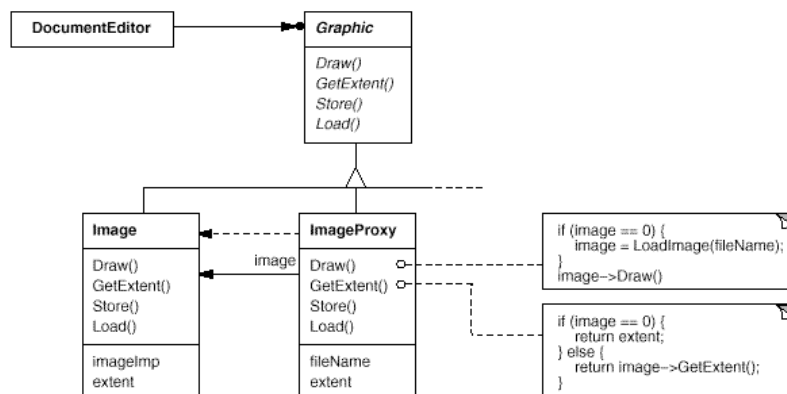 DocumentEditor
Graphic
Draw()
GetExtent()
Store()
Load()
Image
Draw()
GetExtent()
Store()
Load()
imageImp
extent
image
ImageProxy
Draw()
GetExtent()
Store()
Load()
fileName
extent
if (image == 0) {
image = LoadImage(fileName);
}
image->Draw()
if (image == 0) {
return extent;
} else {
return image->GetExtent();
}